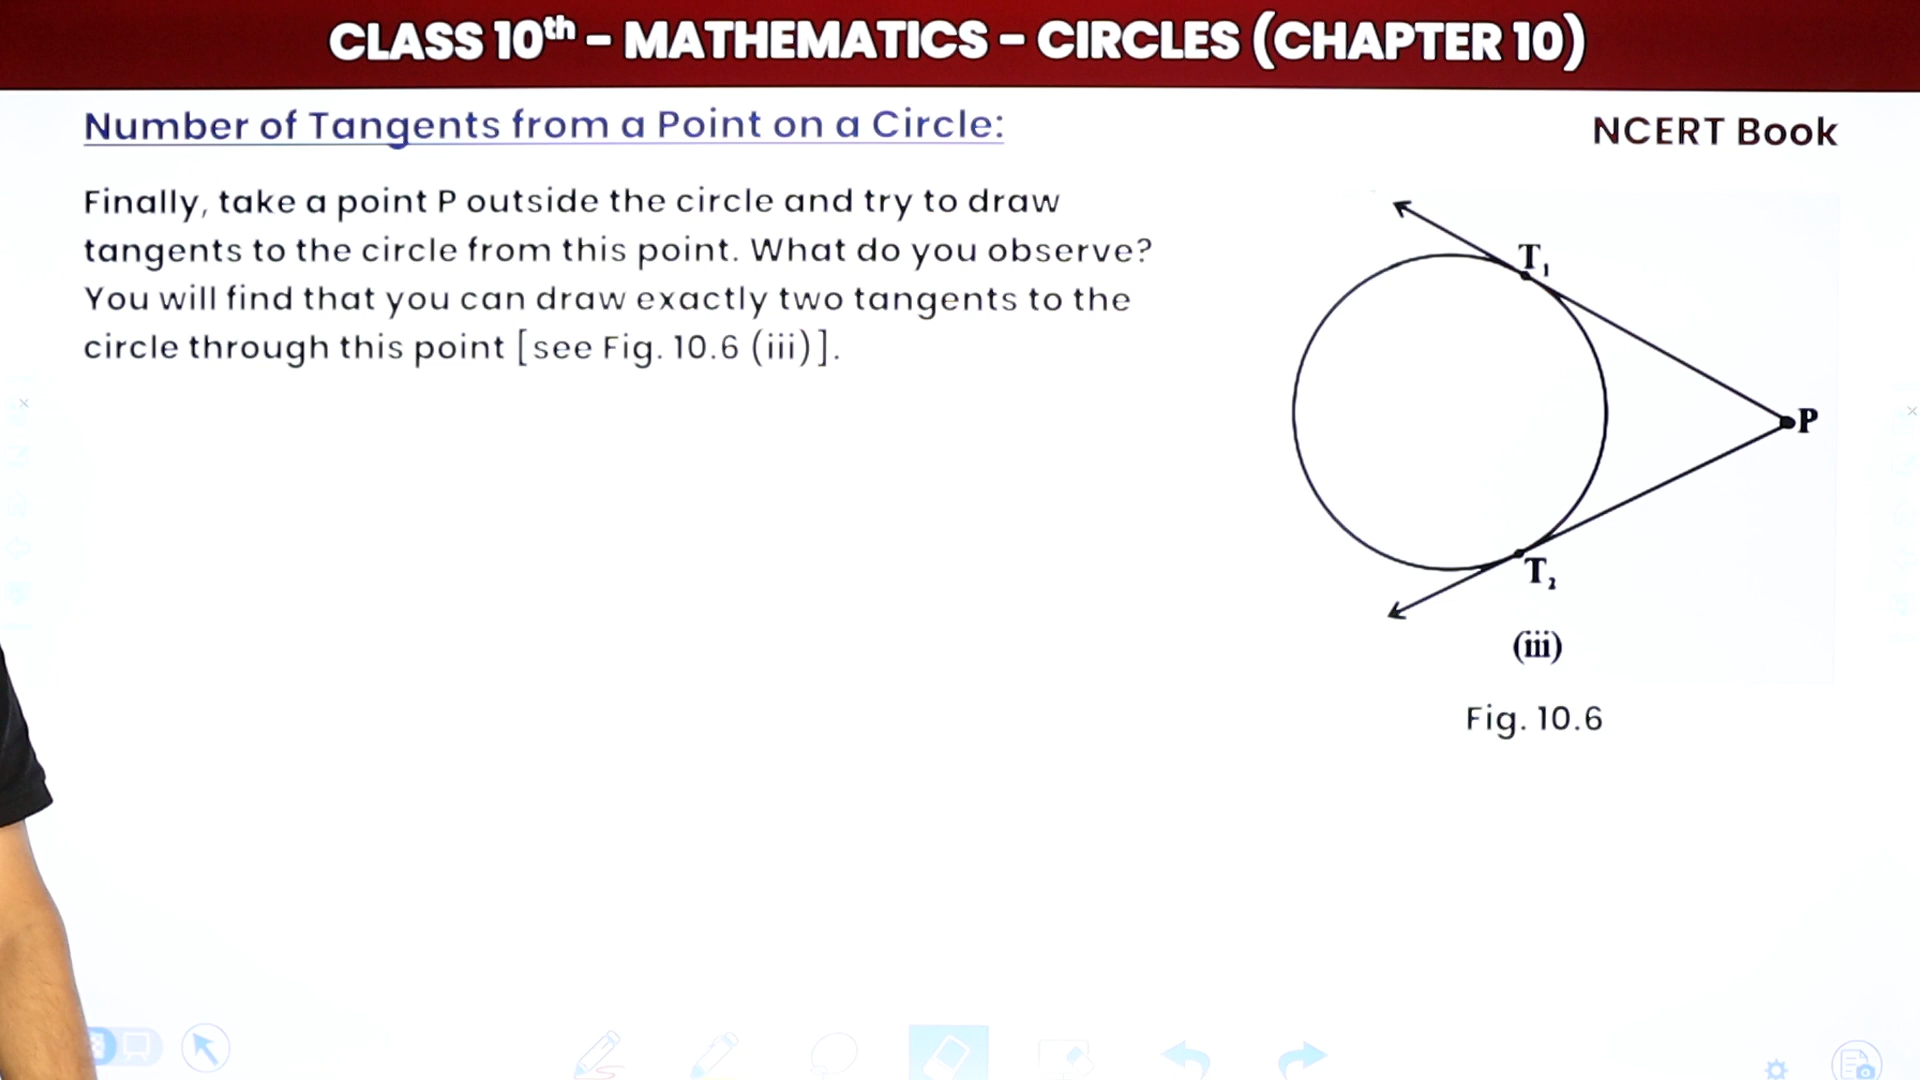 CLASS 10th - MATHEMATICS - CIRCLES (CHAPTER 10)
Number of Tangents from a Point on a Circle:
NCERT Book
Finally, take a point P outside the circle and try to draw
tangents to the circle from this point. What do you observe?
You will find that you can draw exactly two tangents to the
circle through this point [see Fig. 10.6 (iii)].
T₁
P
T₂
(iii)
Fig. 10.6